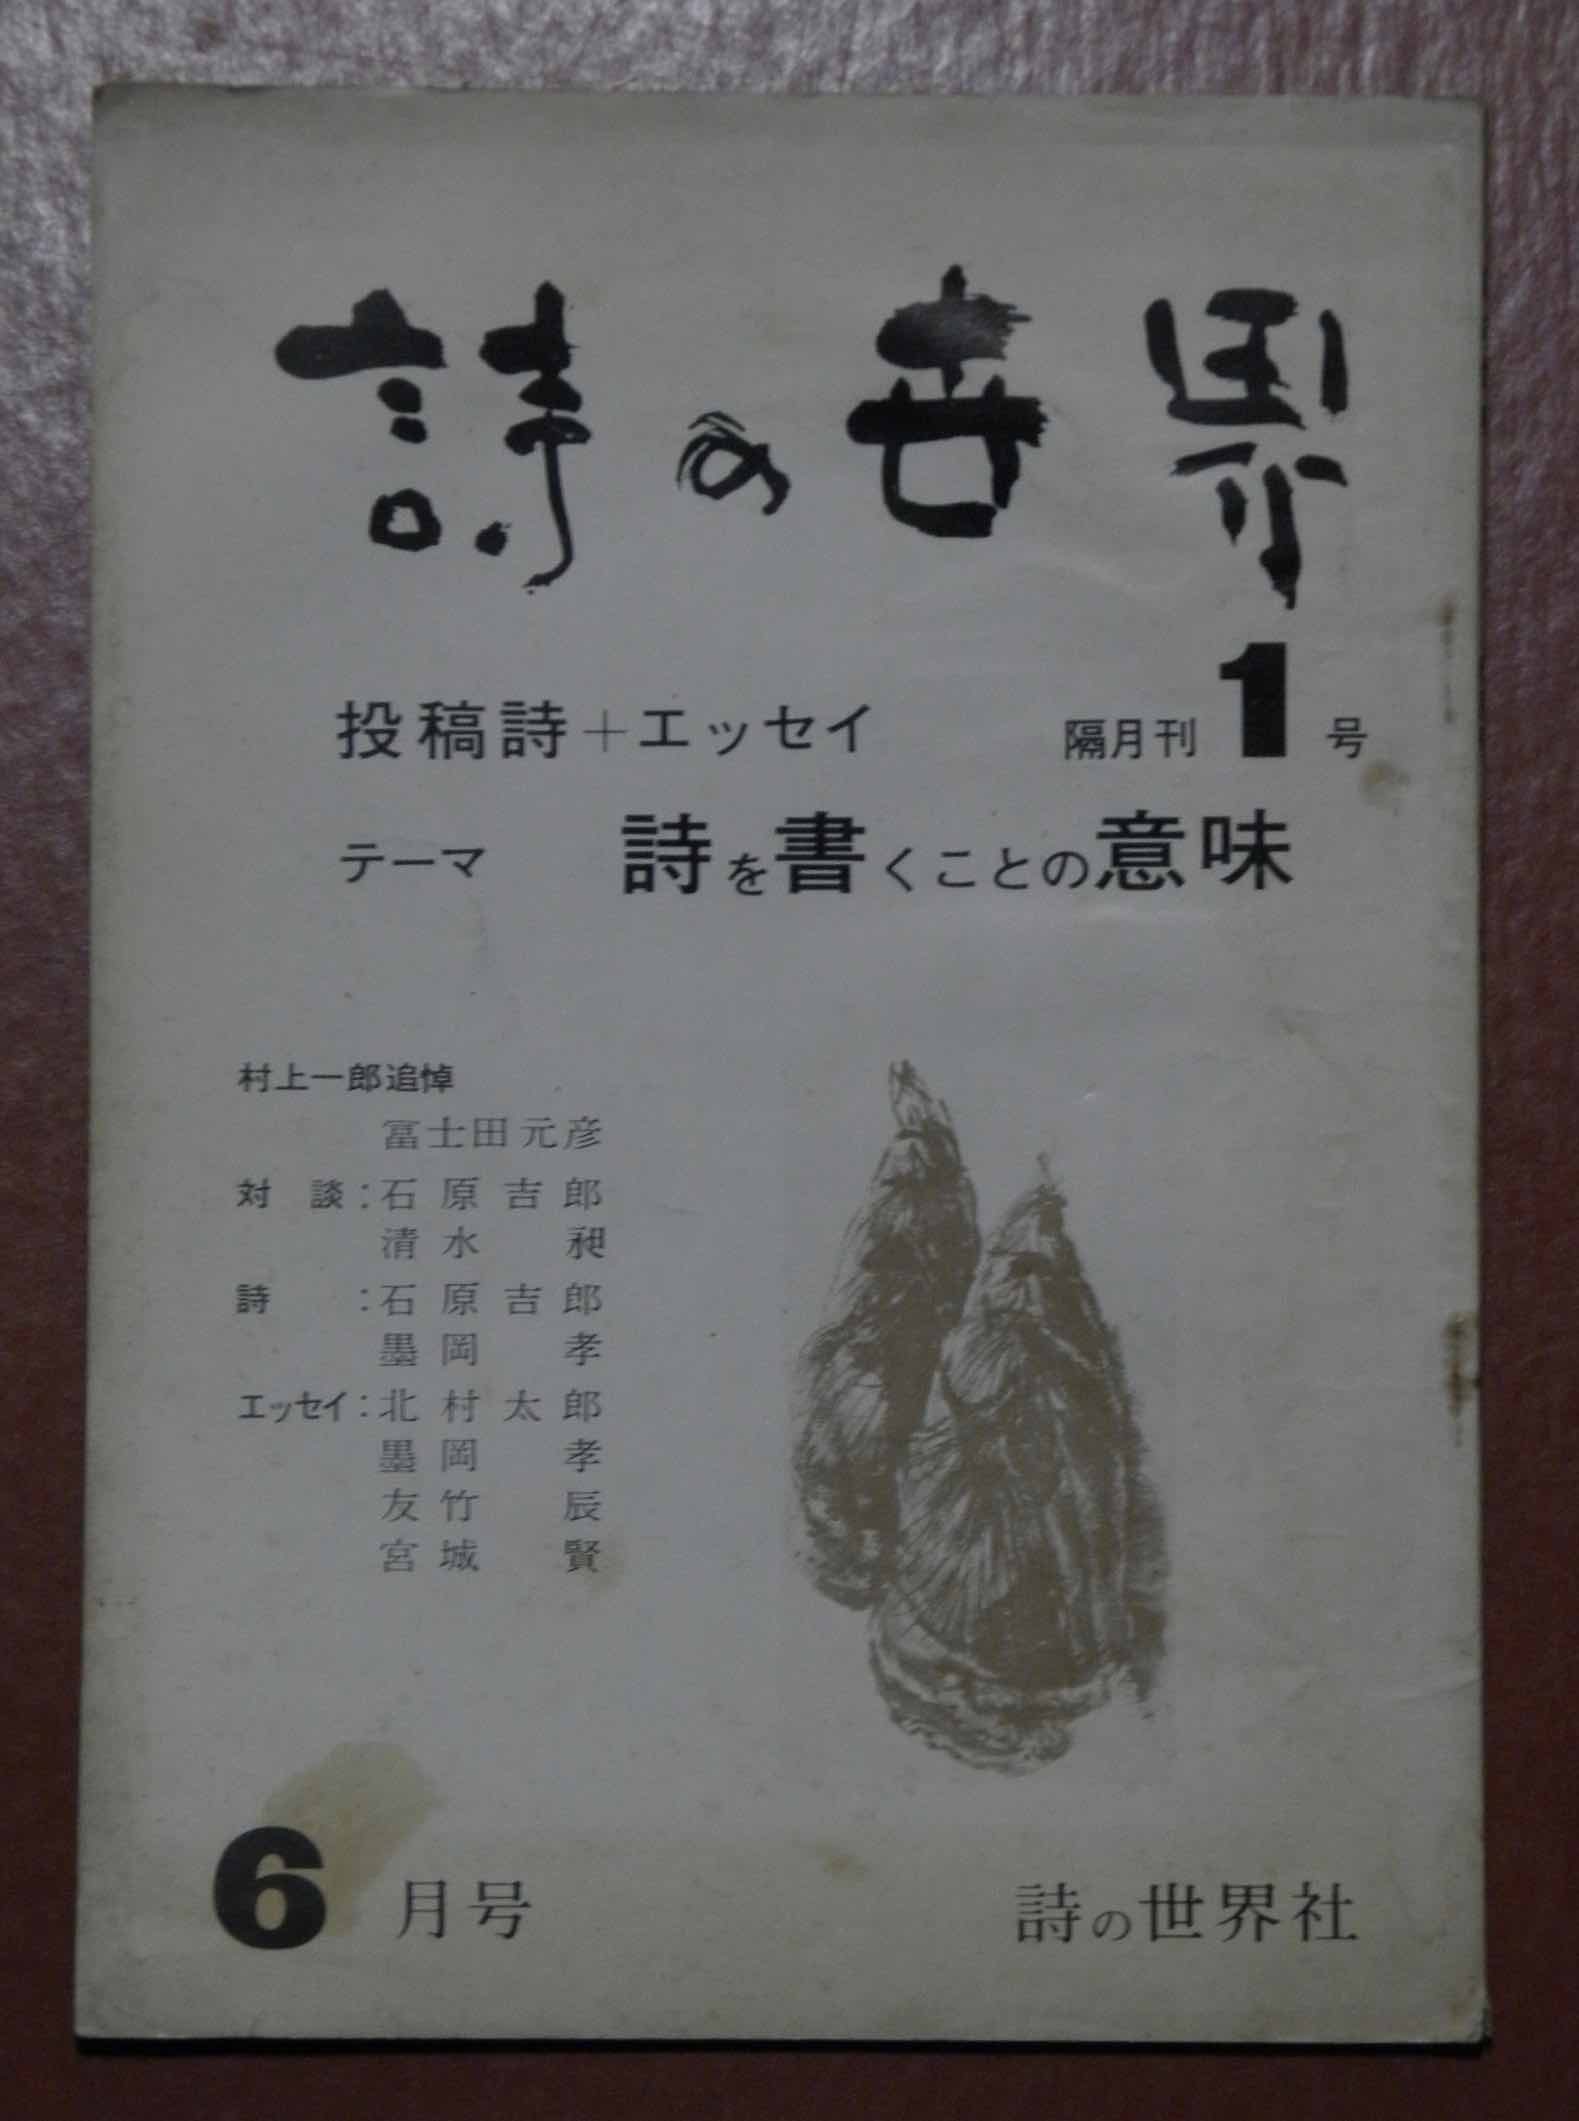 詩の世界
投稿詩+エッセイ 隔月刊 1号
テーマ 詩を書くことの意味
村上一郎追悼
冨士田元彦
対談:石原吉郎
清水昶
詩:石原吉郎
墨岡孝
エッセイ:北村太郎
墨岡孝
友竹辰
宮城賢
6月号 詩の世界社